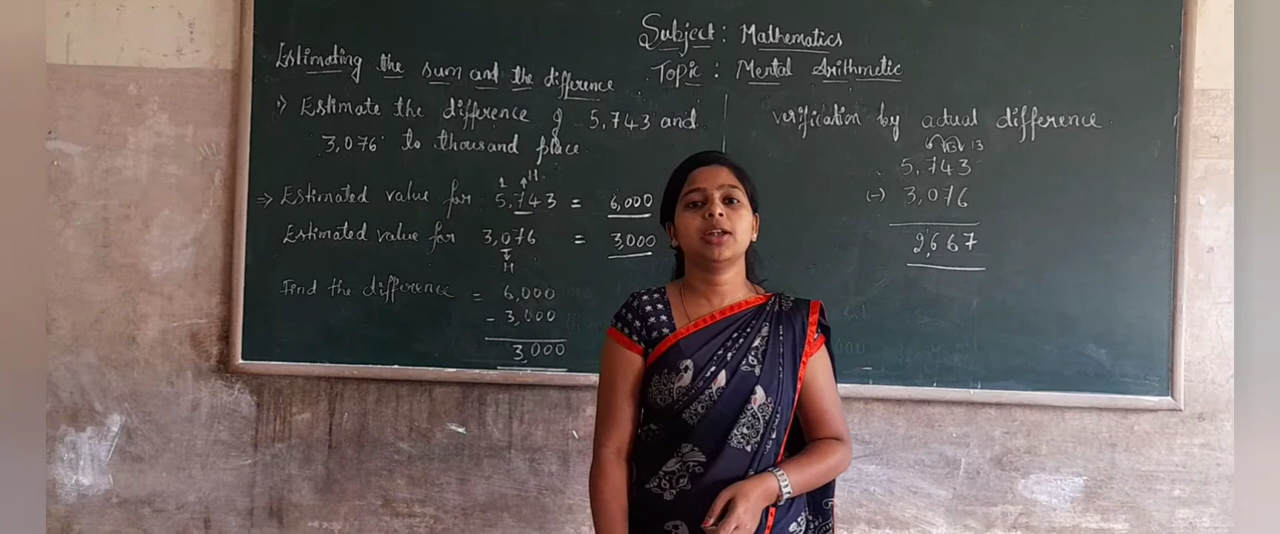 Subject : Mathematics
Topic : Mental Arithmetic
Estimating the sum and the difference
1) Estimate the difference of 5,743 and
3,076 to thousand place.
H
⇒ Estimated value for 5,743 = 6,000
Estimated value for 3,076 = 3,000
H
Find the difference = 6,000
- 3,000
3,000
verification by actual difference
13
5,743
(-) 3,076
2,667